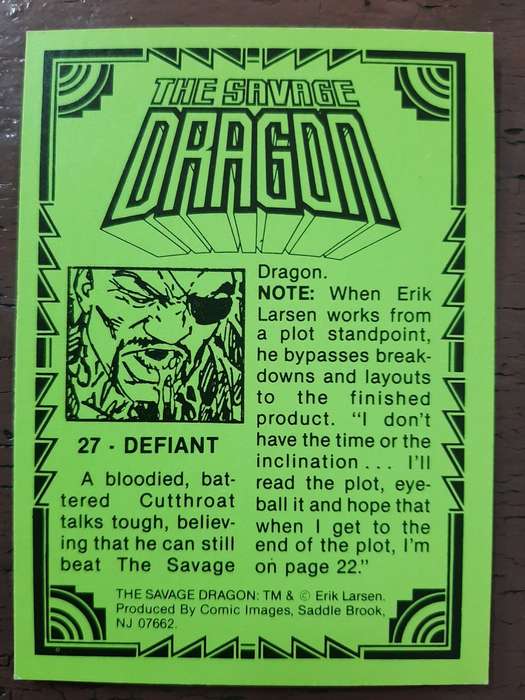 THE SAVAGE
DRAGON
27 - DEFIANT
A bloodied, bat-
tered Cutthroat
talks tough, believ-
ing that he can still
beat The Savage
Dragon.
NOTE: When Erik
Larsen works from
a plot standpoint,
he bypasses break-
downs and layouts
to the finished
product. “I don’t
have the time or the
inclination... I’ll
read the plot, eye-
ball it and hope that
when I get to the
end of the plot, I’m
on page 22.”
THE SAVAGE DRAGON: TM & © Erik Larsen.
Produced By Comic Images, Saddle Brook,
NJ 07662.